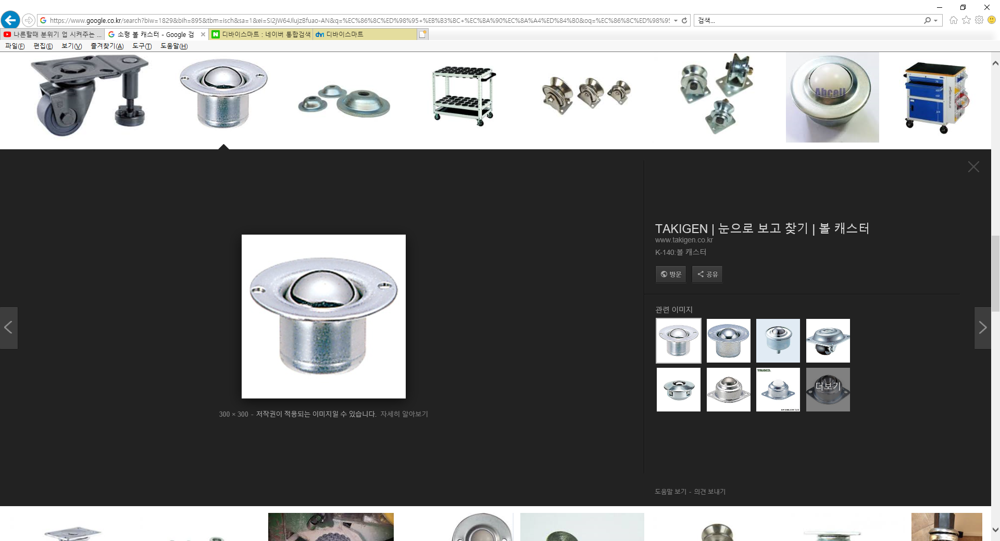 https://www.google.co.kr/search?biw=1829&bih=895&tbm=isch&sa=1&ei=SI2jW64JlujzBfuao-AN&q=%EC%86%8C%ED%98%95+%EB%B3%BC+%EC%BA%90%EC%8A%A4%ED%84%B0&oq=%EC%86%8C%ED%98%95
검색...
나른할때 분위기 업 시켜주는 ...
소형 볼 캐스터 - Google 검
디바이스마트 : 네이버 통합검색
디바이스마트
파일(F) 편집(E) 보기(V) 즐겨찾기(A) 도구(T) 도움말(H)
Abcell
TAKIGEN | 눈으로 보고 찾기 | 볼 캐스터
www.takigen.co.kr
K-140:볼 캐스터
방문
공유
관련 이미지
TRUSCO.
더보기
300 × 300 - 저작권이 적용되는 이미지일 수 있습니다. 자세히 알아보기
도움말 보기 - 의견 보내기